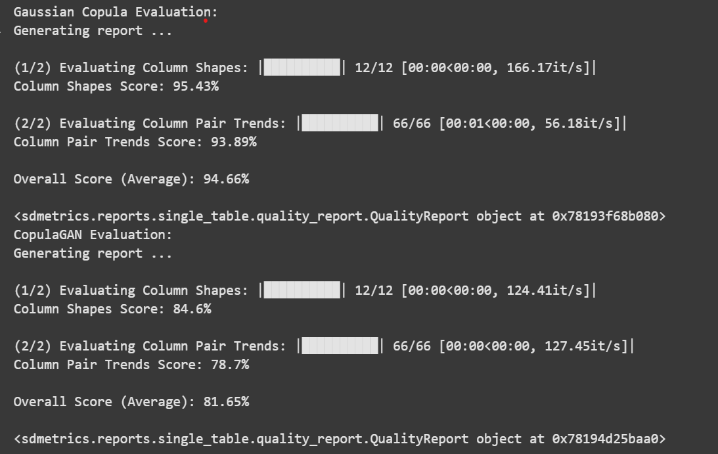 Gaussian Copula Evaluation:
Generating report ...
(1/2) Evaluating Column Shapes: |██████████| 12/12 [00:00<00:00, 166.17it/s]|
Column Shapes Score: 95.43%
(2/2) Evaluating Column Pair Trends: |██████████| 66/66 [00:01<00:00, 56.18it/s]|
Column Pair Trends Score: 93.89%
Overall Score (Average): 94.66%
<sdmetrics.reports.single_table.quality_report.QualityReport object at 0x78193f68b080>
CopulaGAN Evaluation:
Generating report ...
(1/2) Evaluating Column Shapes: |██████████| 12/12 [00:00<00:00, 124.41it/s]|
Column Shapes Score: 84.6%
(2/2) Evaluating Column Pair Trends: |██████████| 66/66 [00:00<00:00, 127.45it/s]|
Column Pair Trends Score: 78.7%
Overall Score (Average): 81.65%
<sdmetrics.reports.single_table.quality_report.QualityReport object at 0x78194d25baa0>